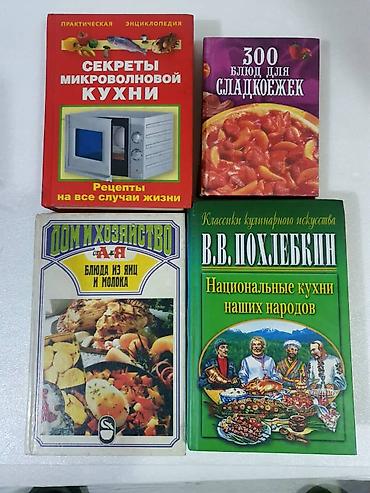 ПРАКТИЧЕСКАЯ ЭНЦИКЛОПЕДИЯ
СЕКРЕТЫ
МИКРОВОЛНОВОЙ
КУХНИ
Рецепты
на все случаи жизни
300
БЛЮД ДЛЯ
СЛАДКОЕЖЕК
ДОМ И ХОЗЯЙСТВО
от А до Я
БЛЮДА ИЗ ЯИЦ
И МОЛОКА
Классики кулинарного искусства
В.В. ПОХЛЕБКИН
Национальные кухни
наших народов